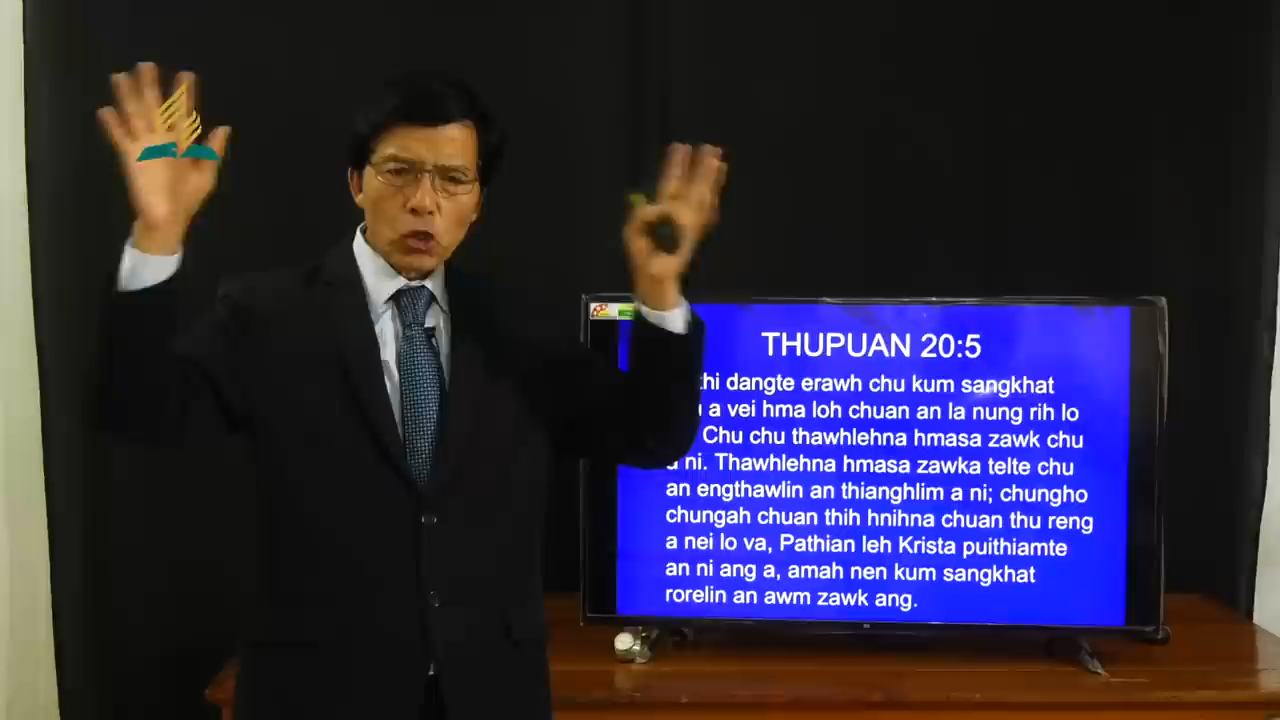 THUPUAN 20:5
thi dangte erawh chu kum sangkhat
a vei hma loh chuan an la nung rih lo
Chu chu thawhlehna hmasa zawk chu
a ni. Thawhlehna hmasa zawka telte chu
an engthawlin an thianghlim a ni; chungho
chungah chuan thih hnihna chuan thu reng
a nei lo va, Pathian leh Krista puithiamte
an ni ang a, amah nen kum sangkhat
rorelin an awm zawk ang.